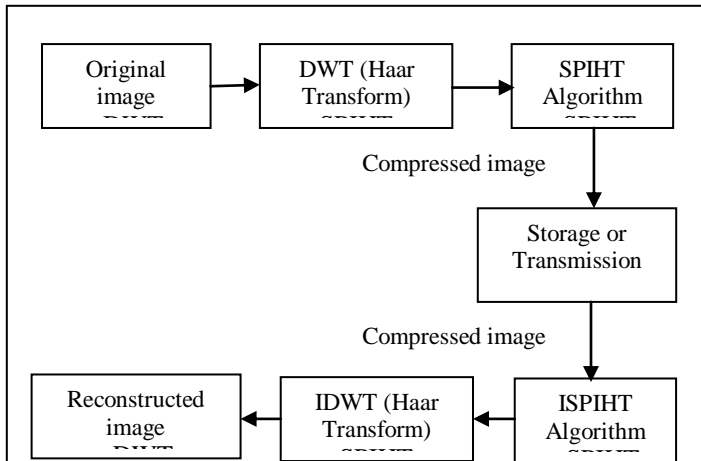 Original
image
DWT (Haar
Transform)
SPIHT
Algorithm
Compressed image
Storage or
Transmission
Compressed image
Reconstructed
image
IDWT (Haar
Transform)
ISPIHT
Algorithm